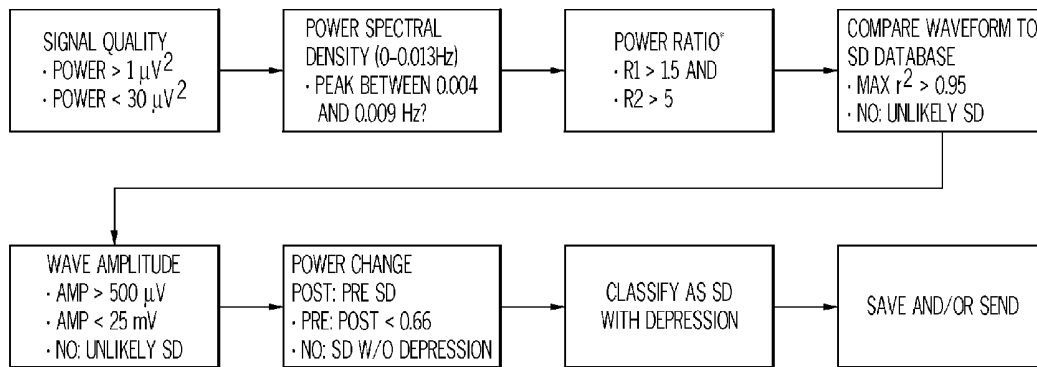 SIGNAL QUALITY
· POWER > 1 μV²
· POWER < 30 μV²
POWER SPECTRAL
DENSITY (0–0.013Hz)
· PEAK BETWEEN 0.004
AND 0.009 Hz?
POWER RATIO*
· R1 > 1.5 AND
· R2 > 5
COMPARE WAVEFORM TO
SD DATABASE
· MAX r² > 0.95
· NO: UNLIKELY SD
WAVE AMPLITUDE
· AMP > 500 μV
· AMP < 25 mV
· NO: UNLIKELY SD
POWER CHANGE
POST: PRE SD
· PRE: POST < 0.66
· NO: SD W/O DEPRESSION
CLASSIFY AS SD
WITH DEPRESSION
SAVE AND/OR SEND